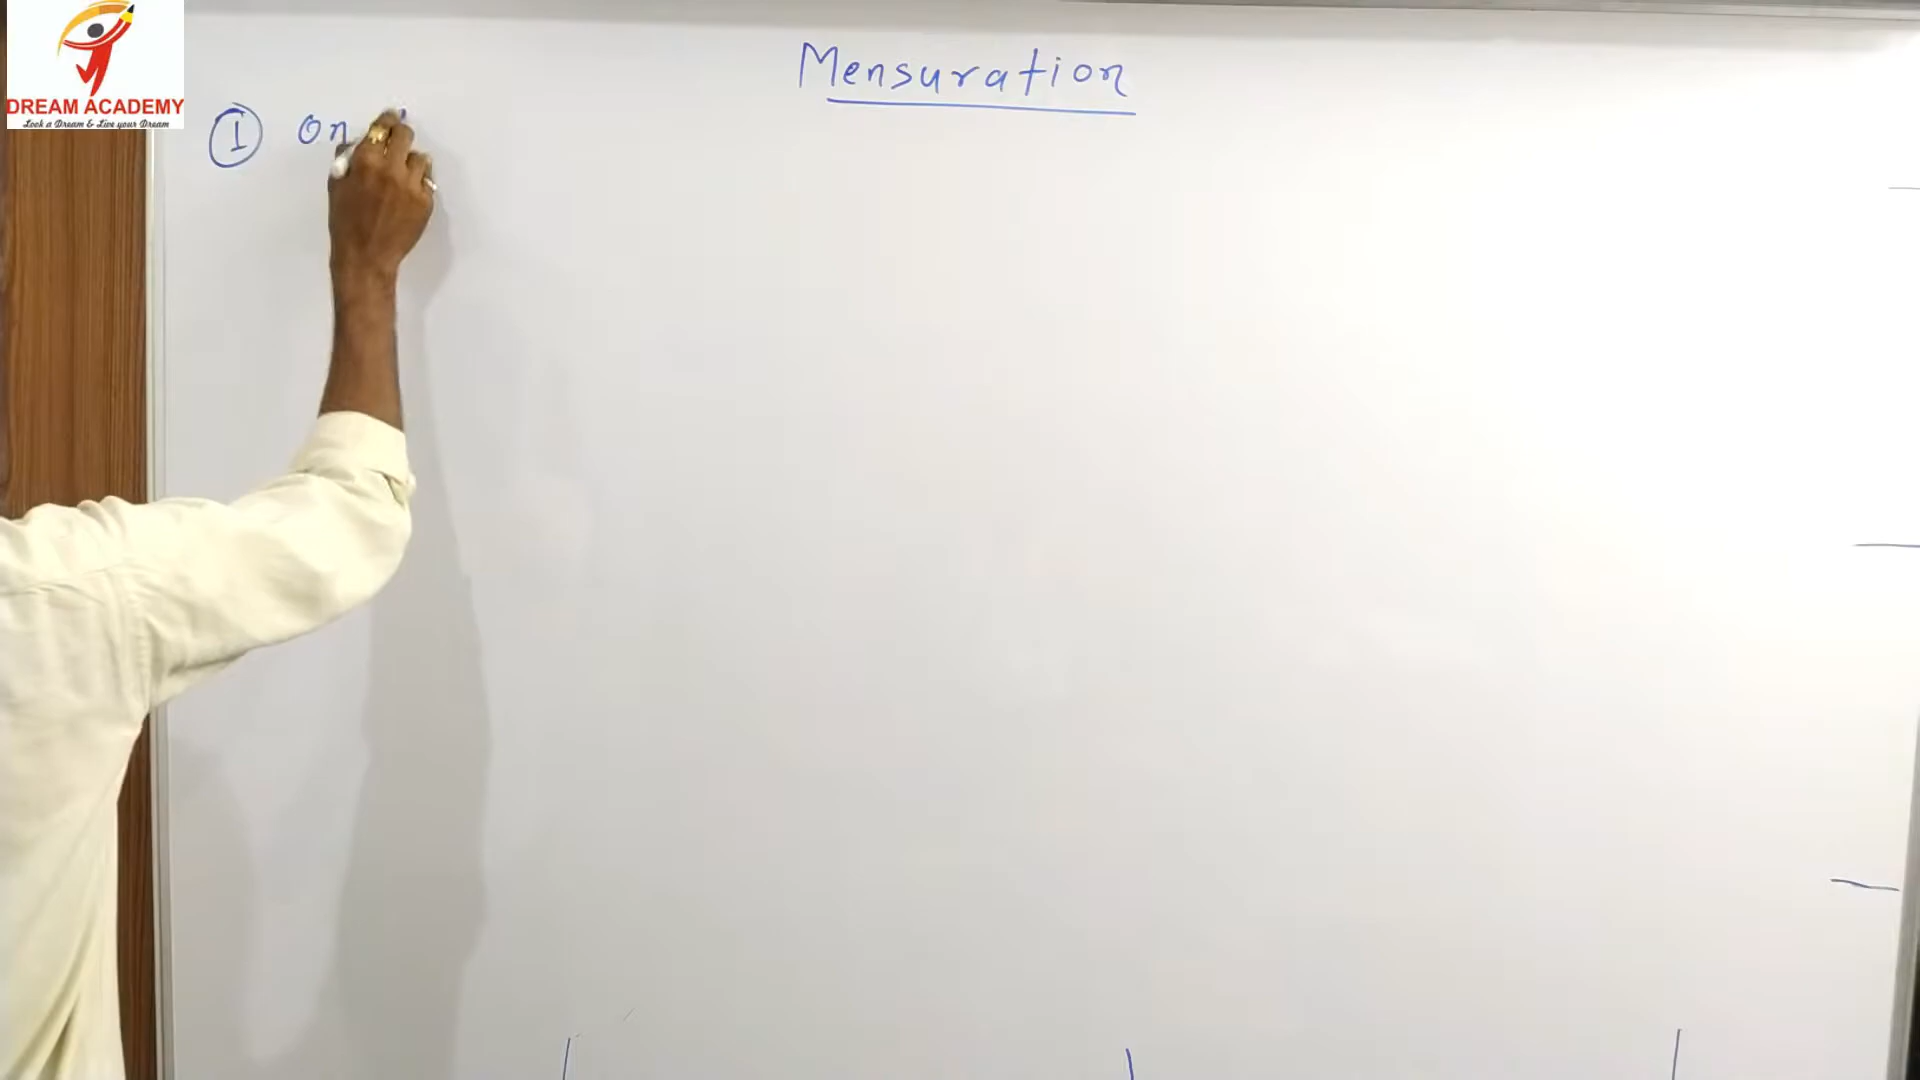 DREAM ACADEMY
Look a Dream & Live your Dream
Mensuration
① On